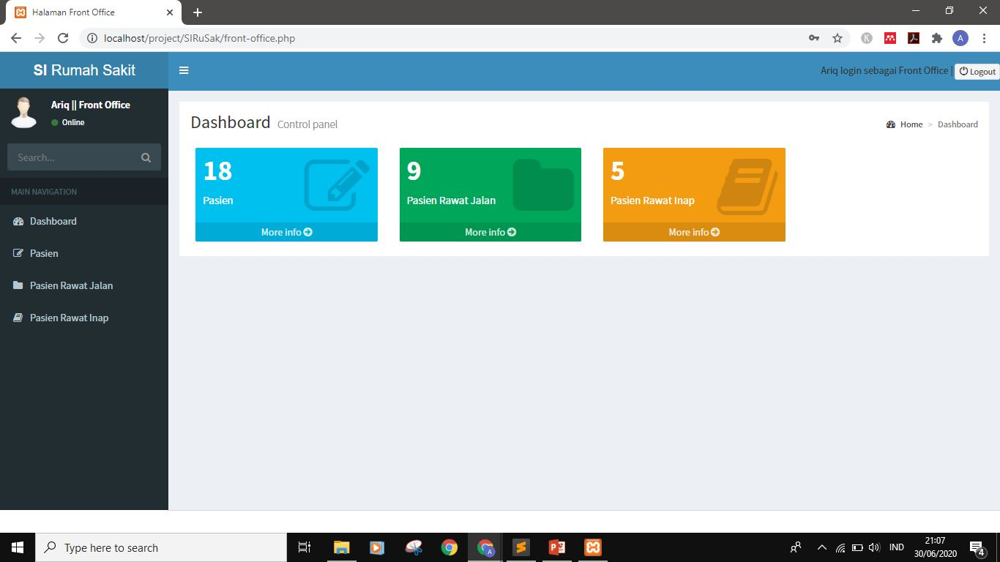 Halaman Front Office
localhost/project/SIRuSak/front-office.php
A
SI Rumah Sakit
Ariq login sebagai Front Office | Logout
Ariq || Front Office
Online
Search...
MAIN NAVIGATION
Dashboard
Pasien
Pasien Rawat Jalan
Pasien Rawat Inap
Dashboard Control panel
Home > Dashboard
18
Pasien
More info
9
Pasien Rawat Jalan
More info
5
Pasien Rawat Inap
More info
Type here to search
IND
21:07
30/06/2020
4